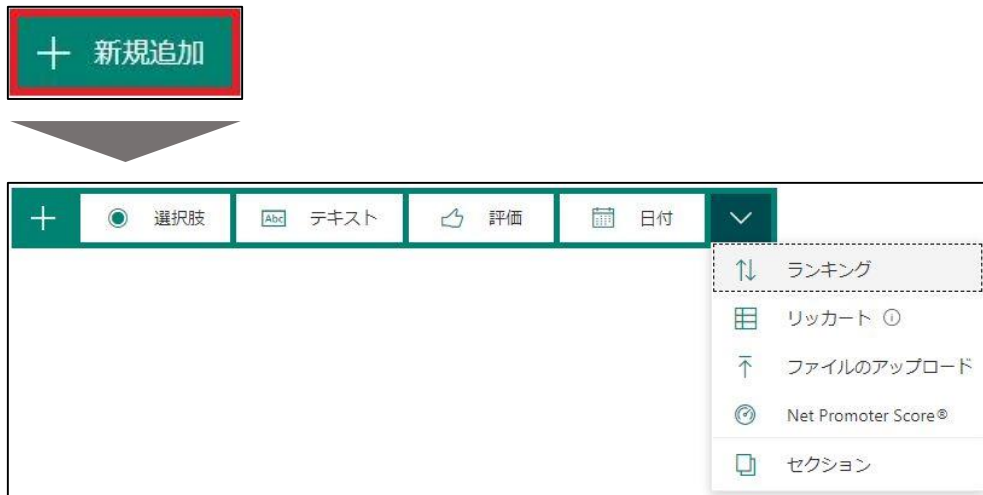 新規追加
選択肢 Abc テキスト 評価 日付
ランキング
リッカート
ファイルのアップロード
Net Promoter Score®
セクション